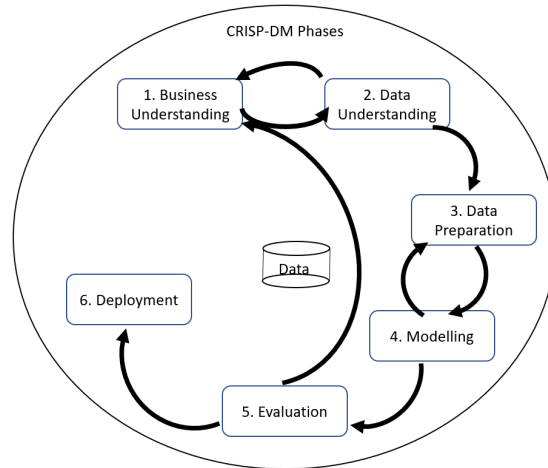 CRISP-DM Phases
1. Business
Understanding
2. Data
Understanding
3. Data
Preparation
Data
4. Modelling
5. Evaluation
6. Deployment